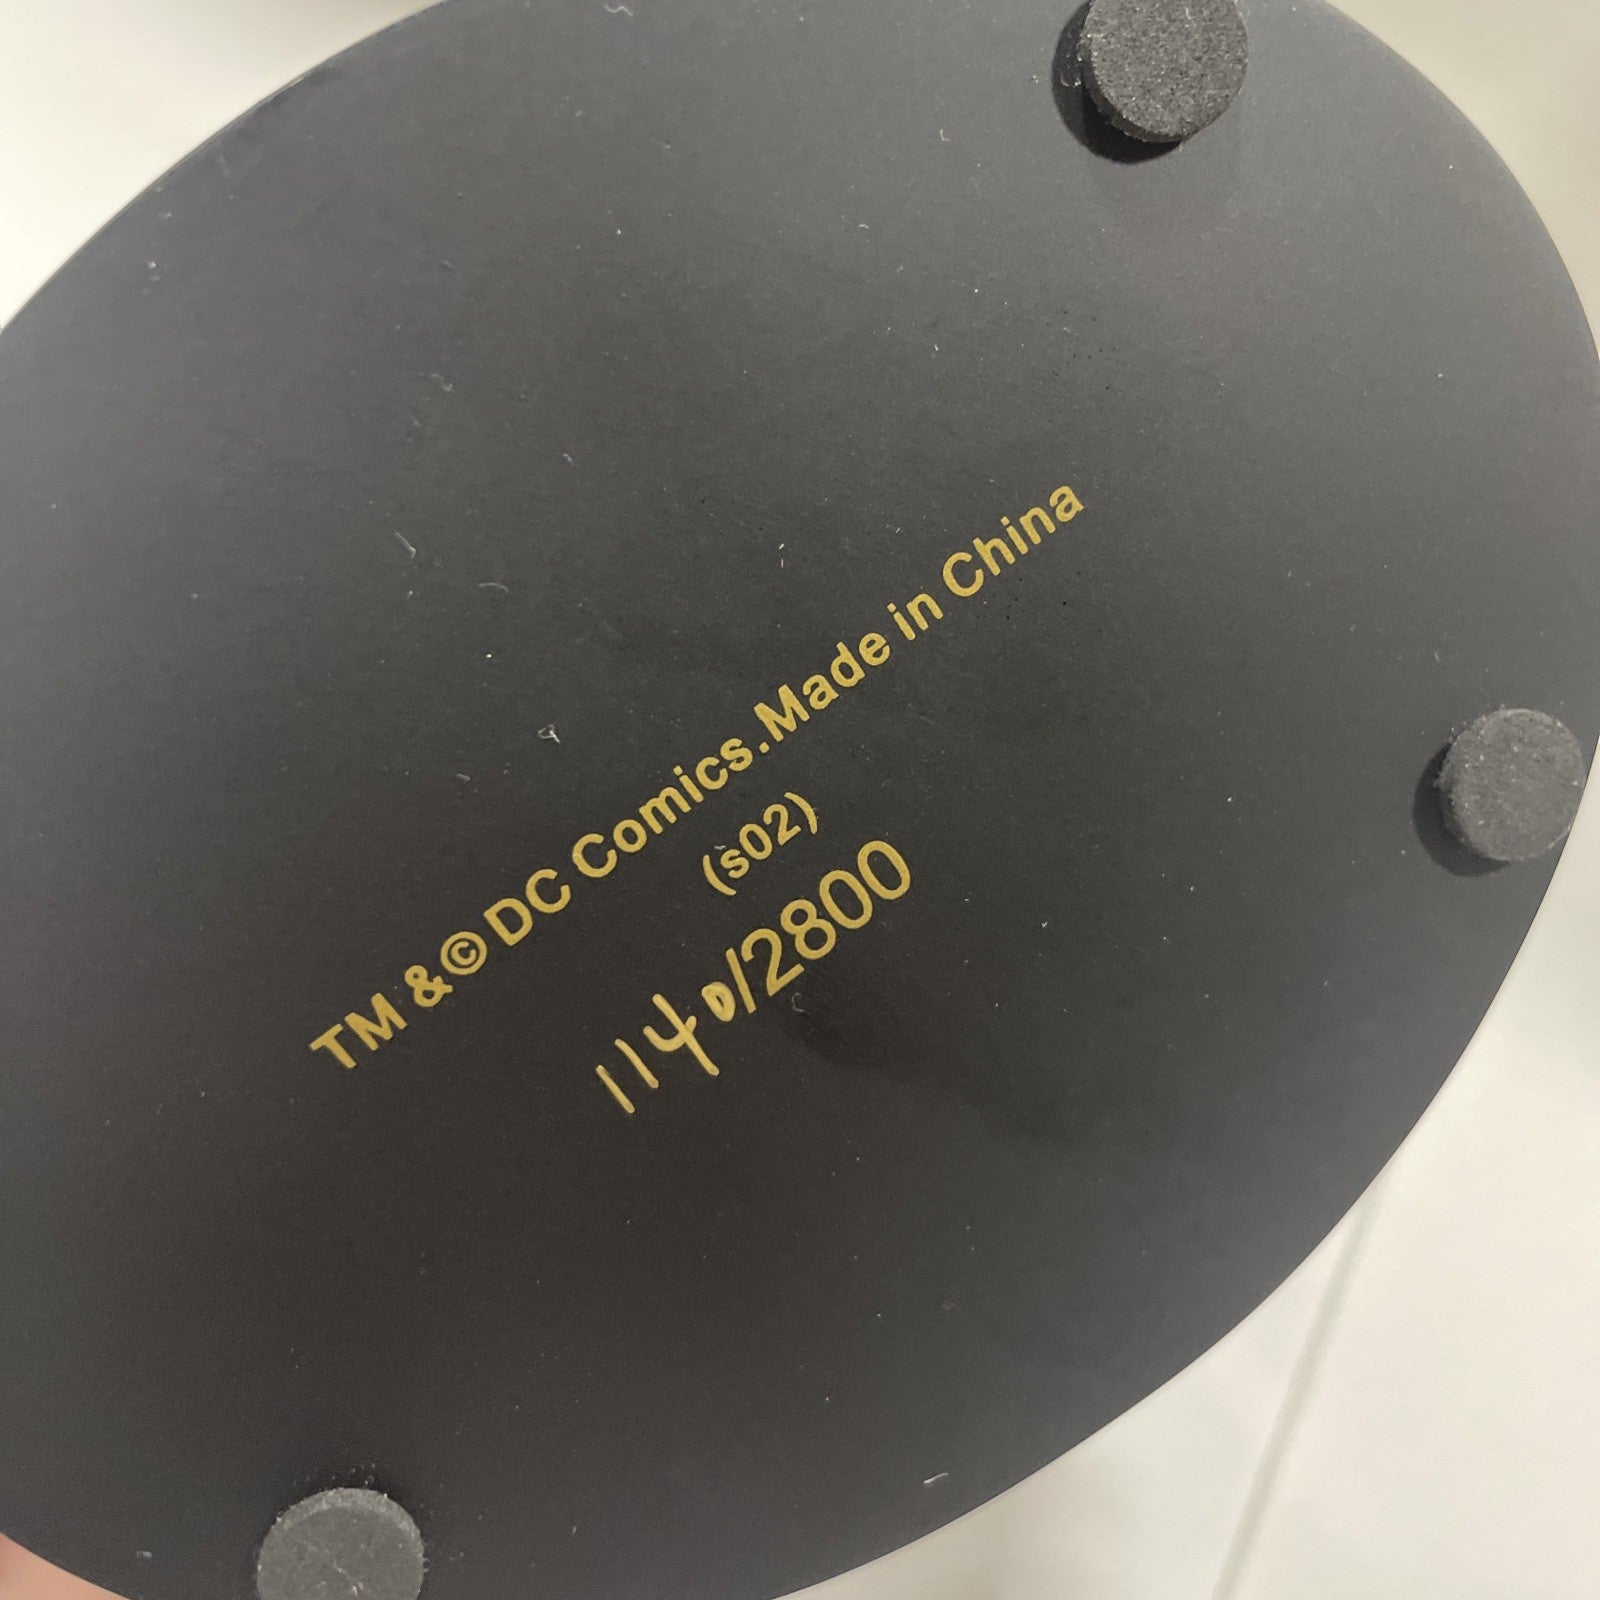 TM & © DC Comics.Made in China
(s02)
1140/2800